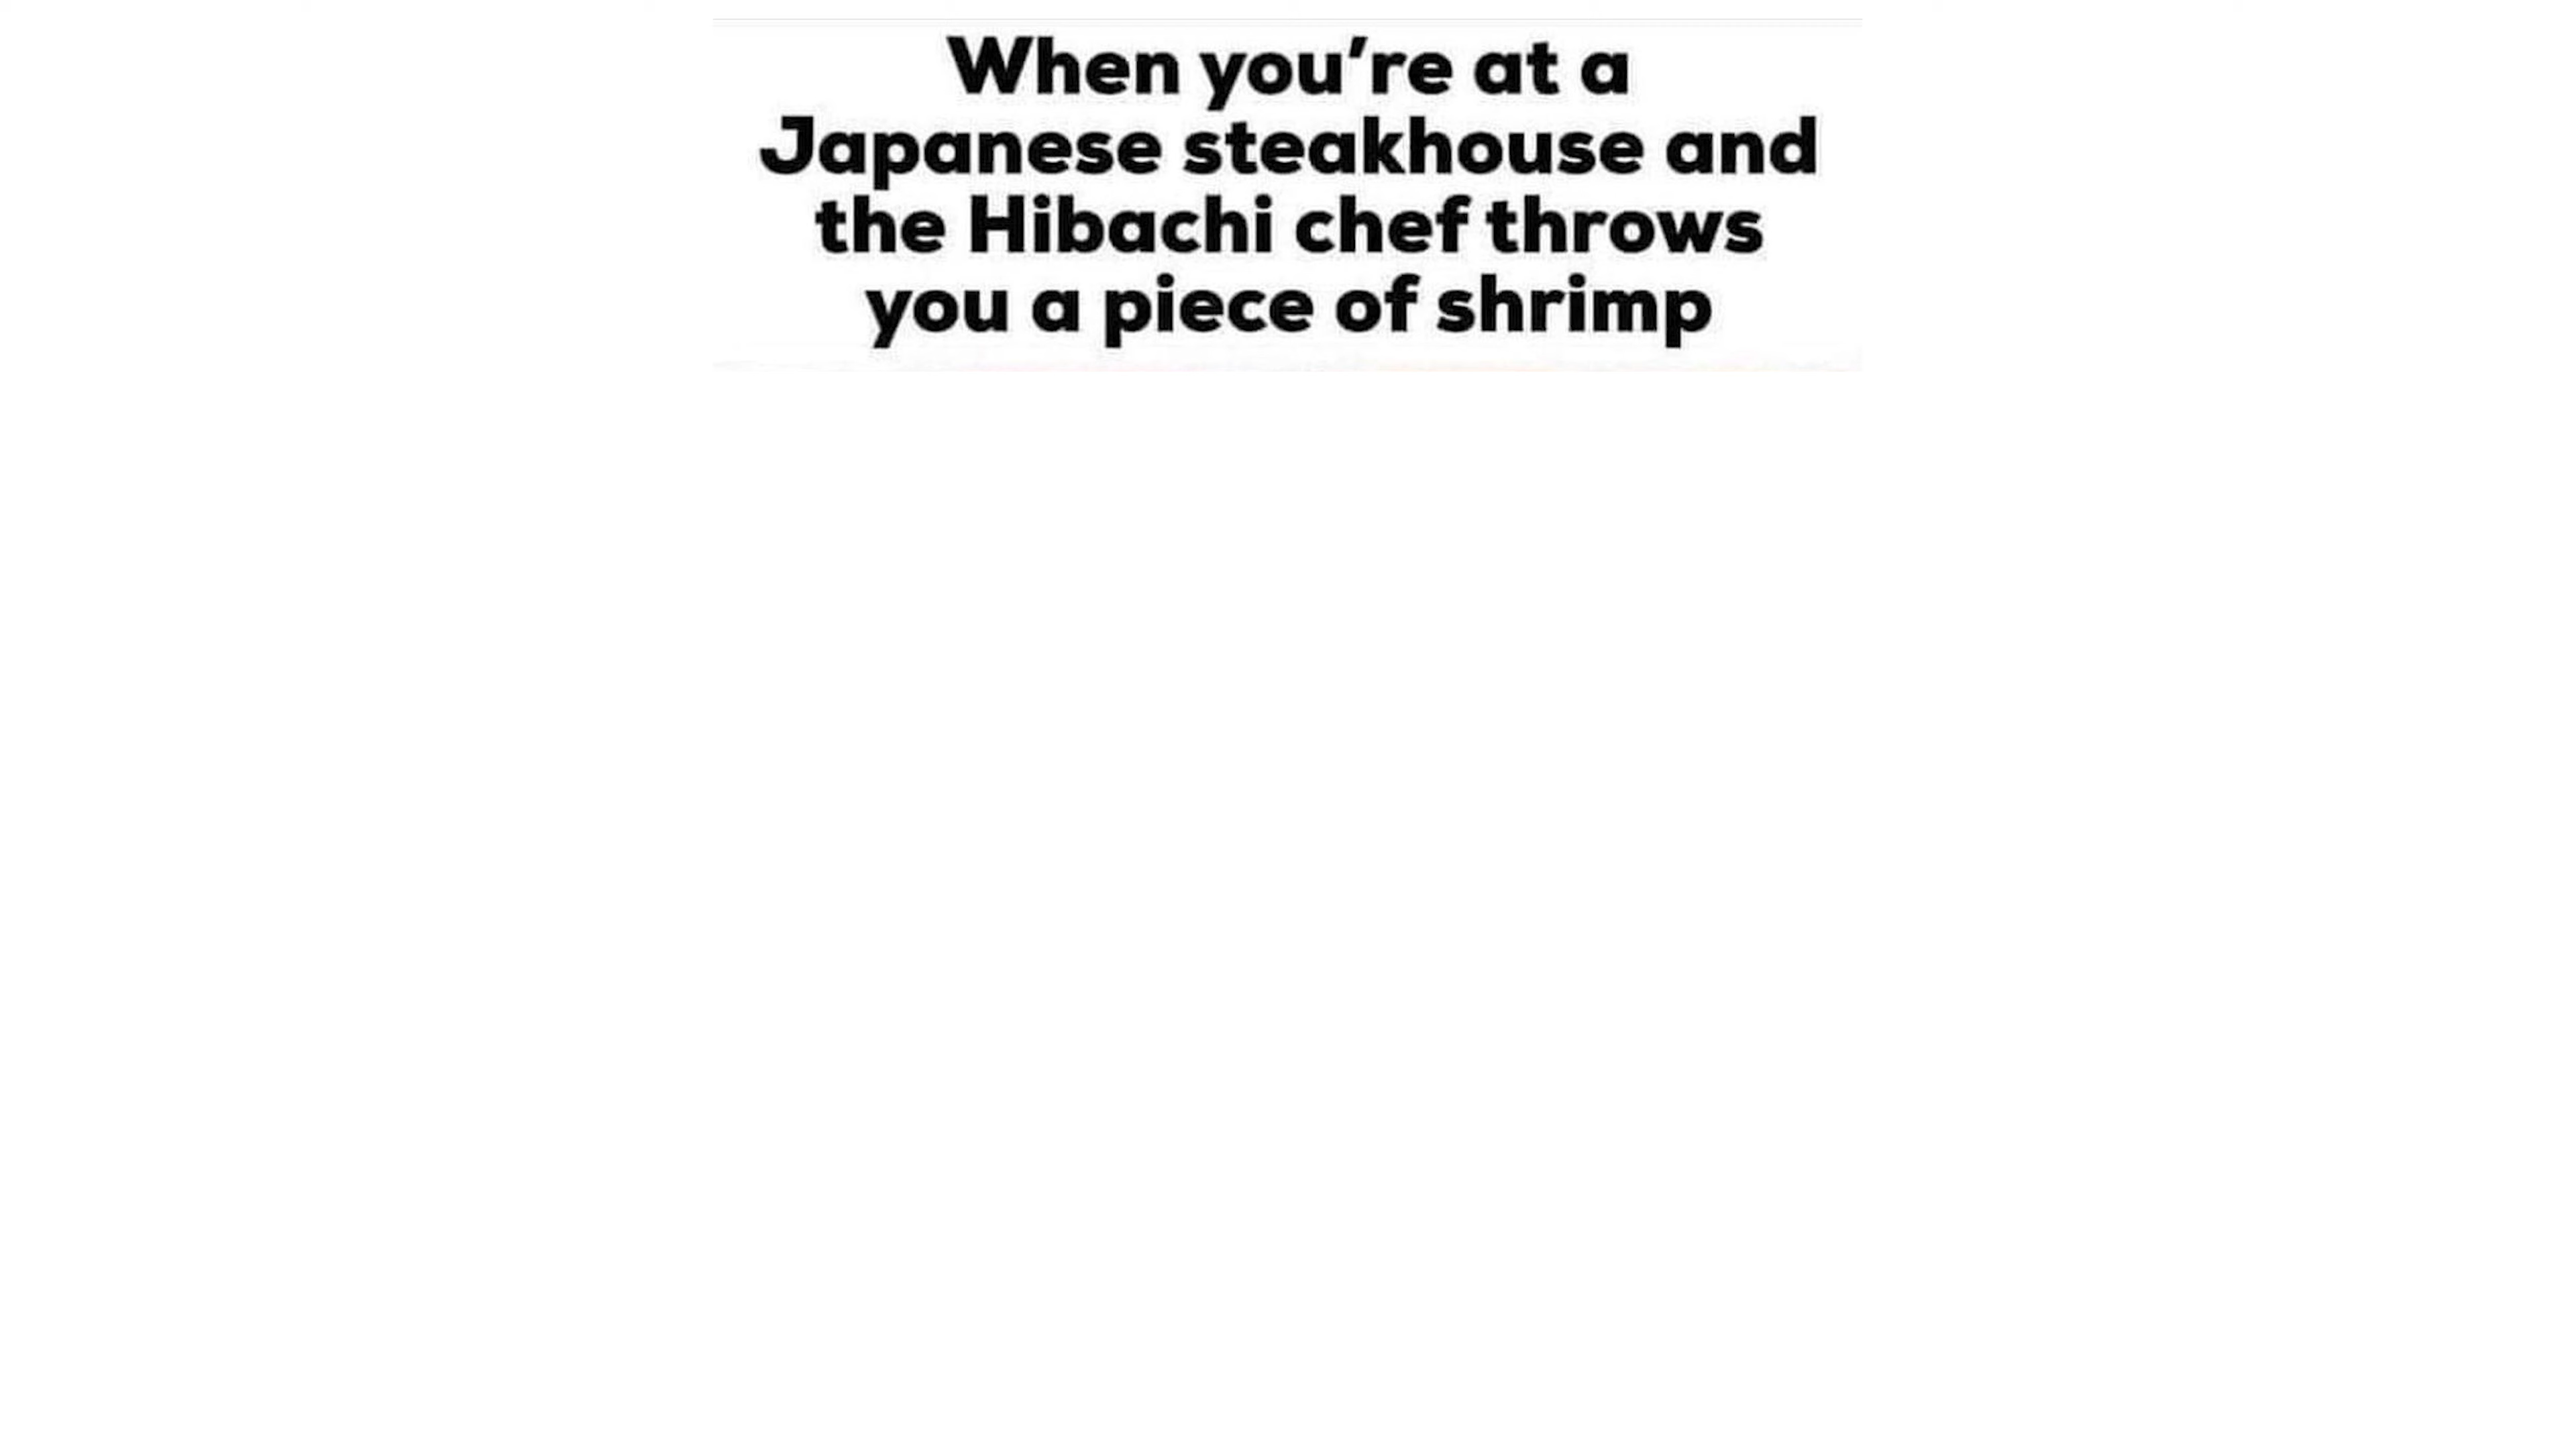 When you’re at a
Japanese steakhouse and
the Hibachi chef throws
you a piece of shrimp